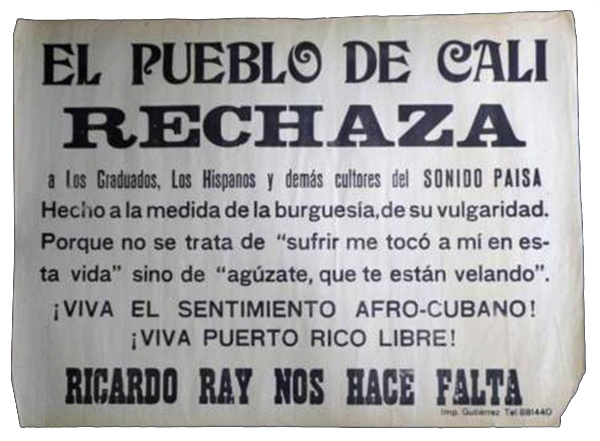 EL PUEBLO DE CALI
RECHAZA
a los Graduados, Los Hispanos y demás cultores del SONIDO PAISA
Hecho a la medida de la burguesía, de su vulgaridad.
Porque no se trata de "sufrir me tocó a mí en es-
ta vida" sino de "agúzate, que te están velando".
¡VIVA EL SENTIMIENTO AFRO-CUBANO!
¡VIVA PUERTO RICO LIBRE!
RICARDO RAY NOS HACE FALTA
Imp. Gutiérrez Tel 881440